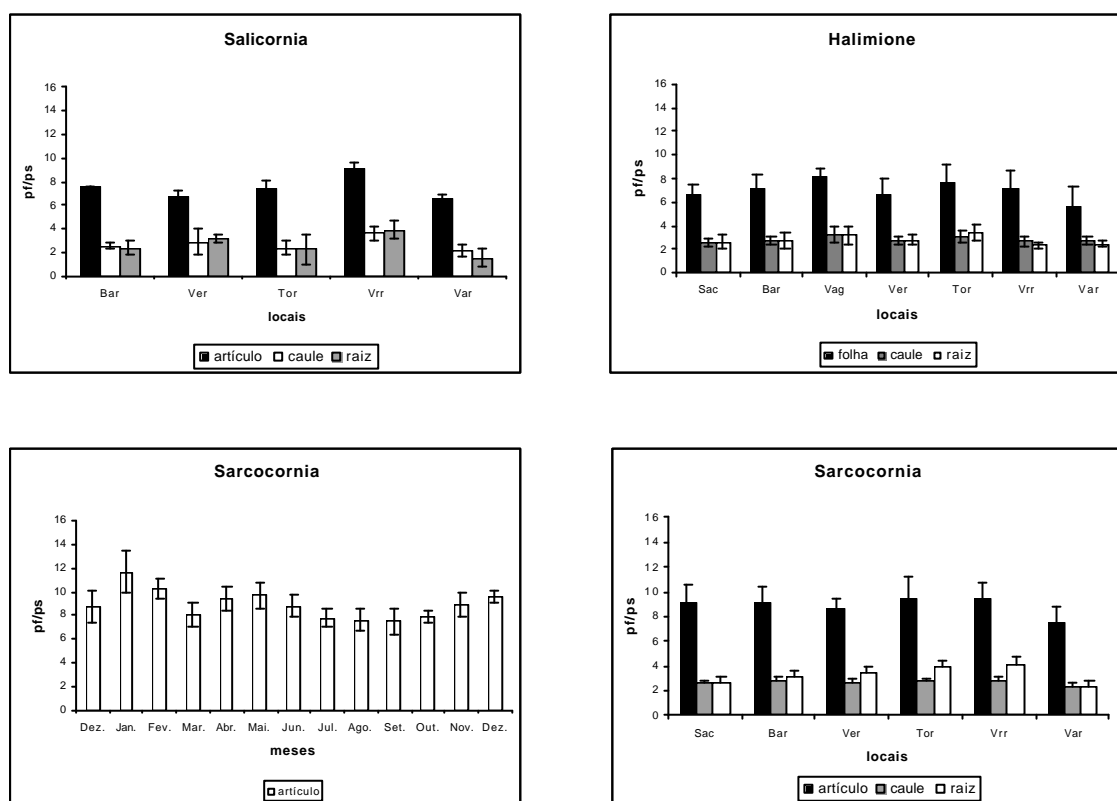 Salicornia
16
14
12
10
8
6
4
2
0
pf/ps
Bar Ver Tor Vrr Var
locais
artículo caule raiz
Halimione
16
14
12
10
8
6
4
2
0
pf/ps
Sac Bar Vag Ver Tor Vrr Var
locais
folha caule raiz
Sarcocornia
16
14
12
10
8
6
4
2
0
pf/ps
Dez. Jan. Fev. Mar. Abr. Mai. Jun. Jul. Ago. Set. Out. Nov. Dez.
meses
artículo
Sarcocornia
16
14
12
10
8
6
4
2
0
pf/ps
Sac Bar Ver Tor Vrr Var
locais
artículo caule raiz